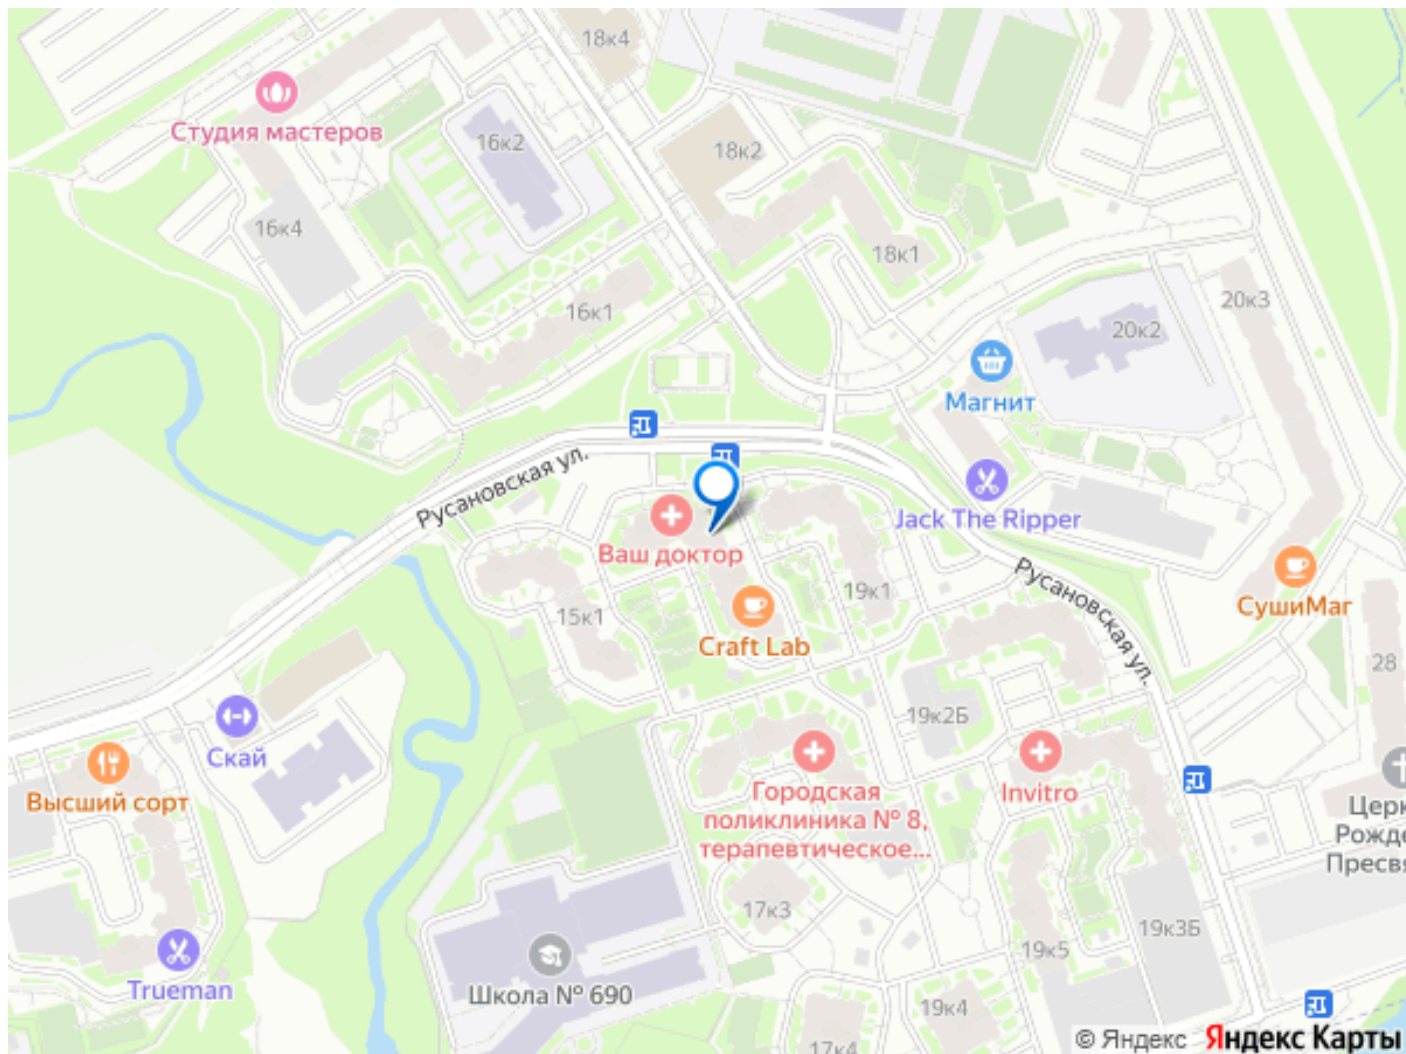 18к4
Студия мастеров
16к2
18к2
16к4
18к1
16к1
20к3
20к2
Магнит
Русановская ул.
Jack The Ripper
Ваш доктор
Русановская ул.
19к1
СушиМаг
15к1
Craft Lab
28
19к2Б
Скай
Городская
поликлиника № 8,
терапевтическое...
Invitro
Высший сорт
Церк
Рожде
Пресвя
17к3
19к3Б
19к5
Trueman
Школа № 690
19к4
17к4
© Яндекс Яндекс Карты